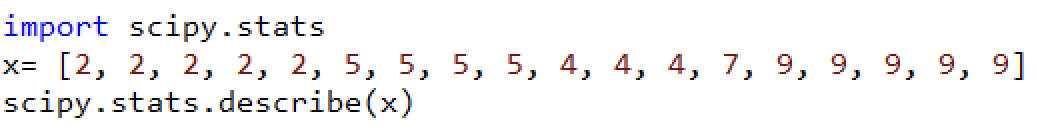 import scipy.stats
x= [2, 2, 2, 2, 2, 5, 5, 5, 5, 4, 4, 4, 7, 9, 9, 9, 9, 9]
scipy.stats.describe(x)